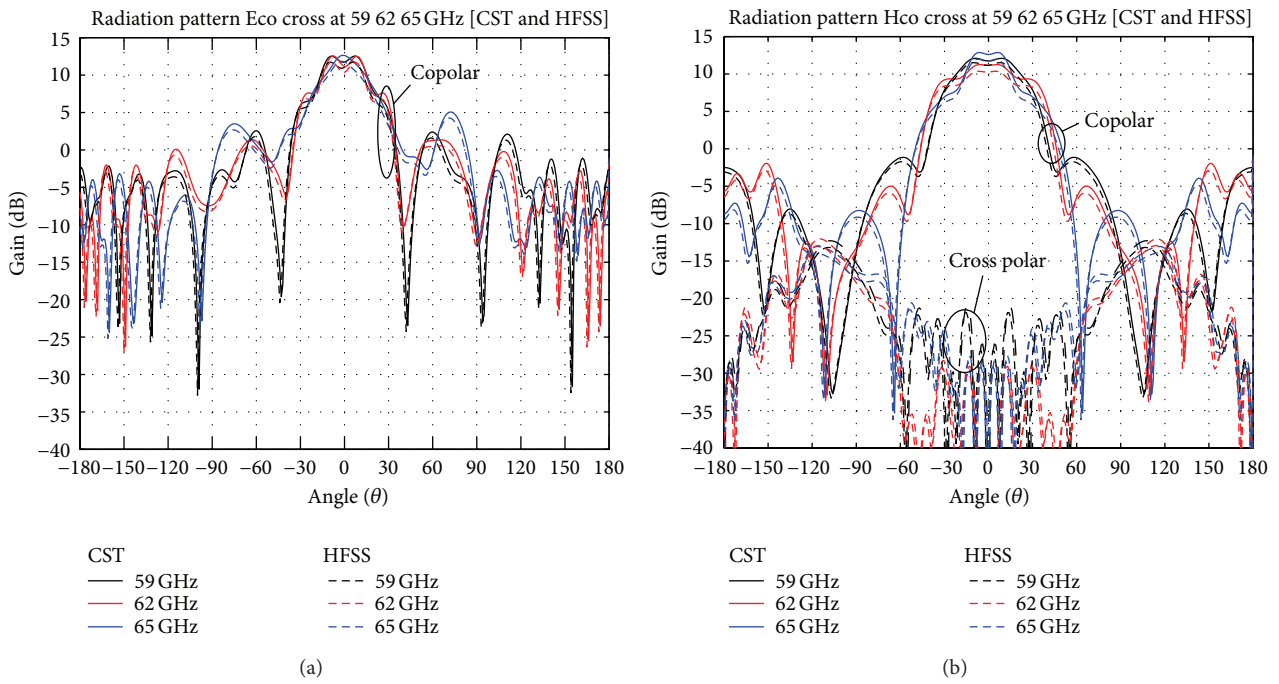 Radiation pattern Eco cross at 59 62 65 GHz [CST and HFSS]
15
10
5
0
−5
−10
−15
−20
−25
−30
−35
−40
Gain (dB)
Copolar
−180 −150 −120 −90 −60 −30 0 30 60 90 120 150 180
Angle (θ)
CST HFSS
59 GHz 59 GHz
62 GHz 62 GHz
65 GHz 65 GHz
(a)
Radiation pattern Hco cross at 59 62 65 GHz [CST and HFSS]
15
10
5
0
−5
−10
−15
−20
−25
−30
−35
−40
Gain (dB)
Copolar
Cross polar
−180 −150 −120 −90 −60 −30 0 30 60 90 120 150 180
Angle (θ)
CST HFSS
59 GHz 59 GHz
62 GHz 62 GHz
65 GHz 65 GHz
(b)